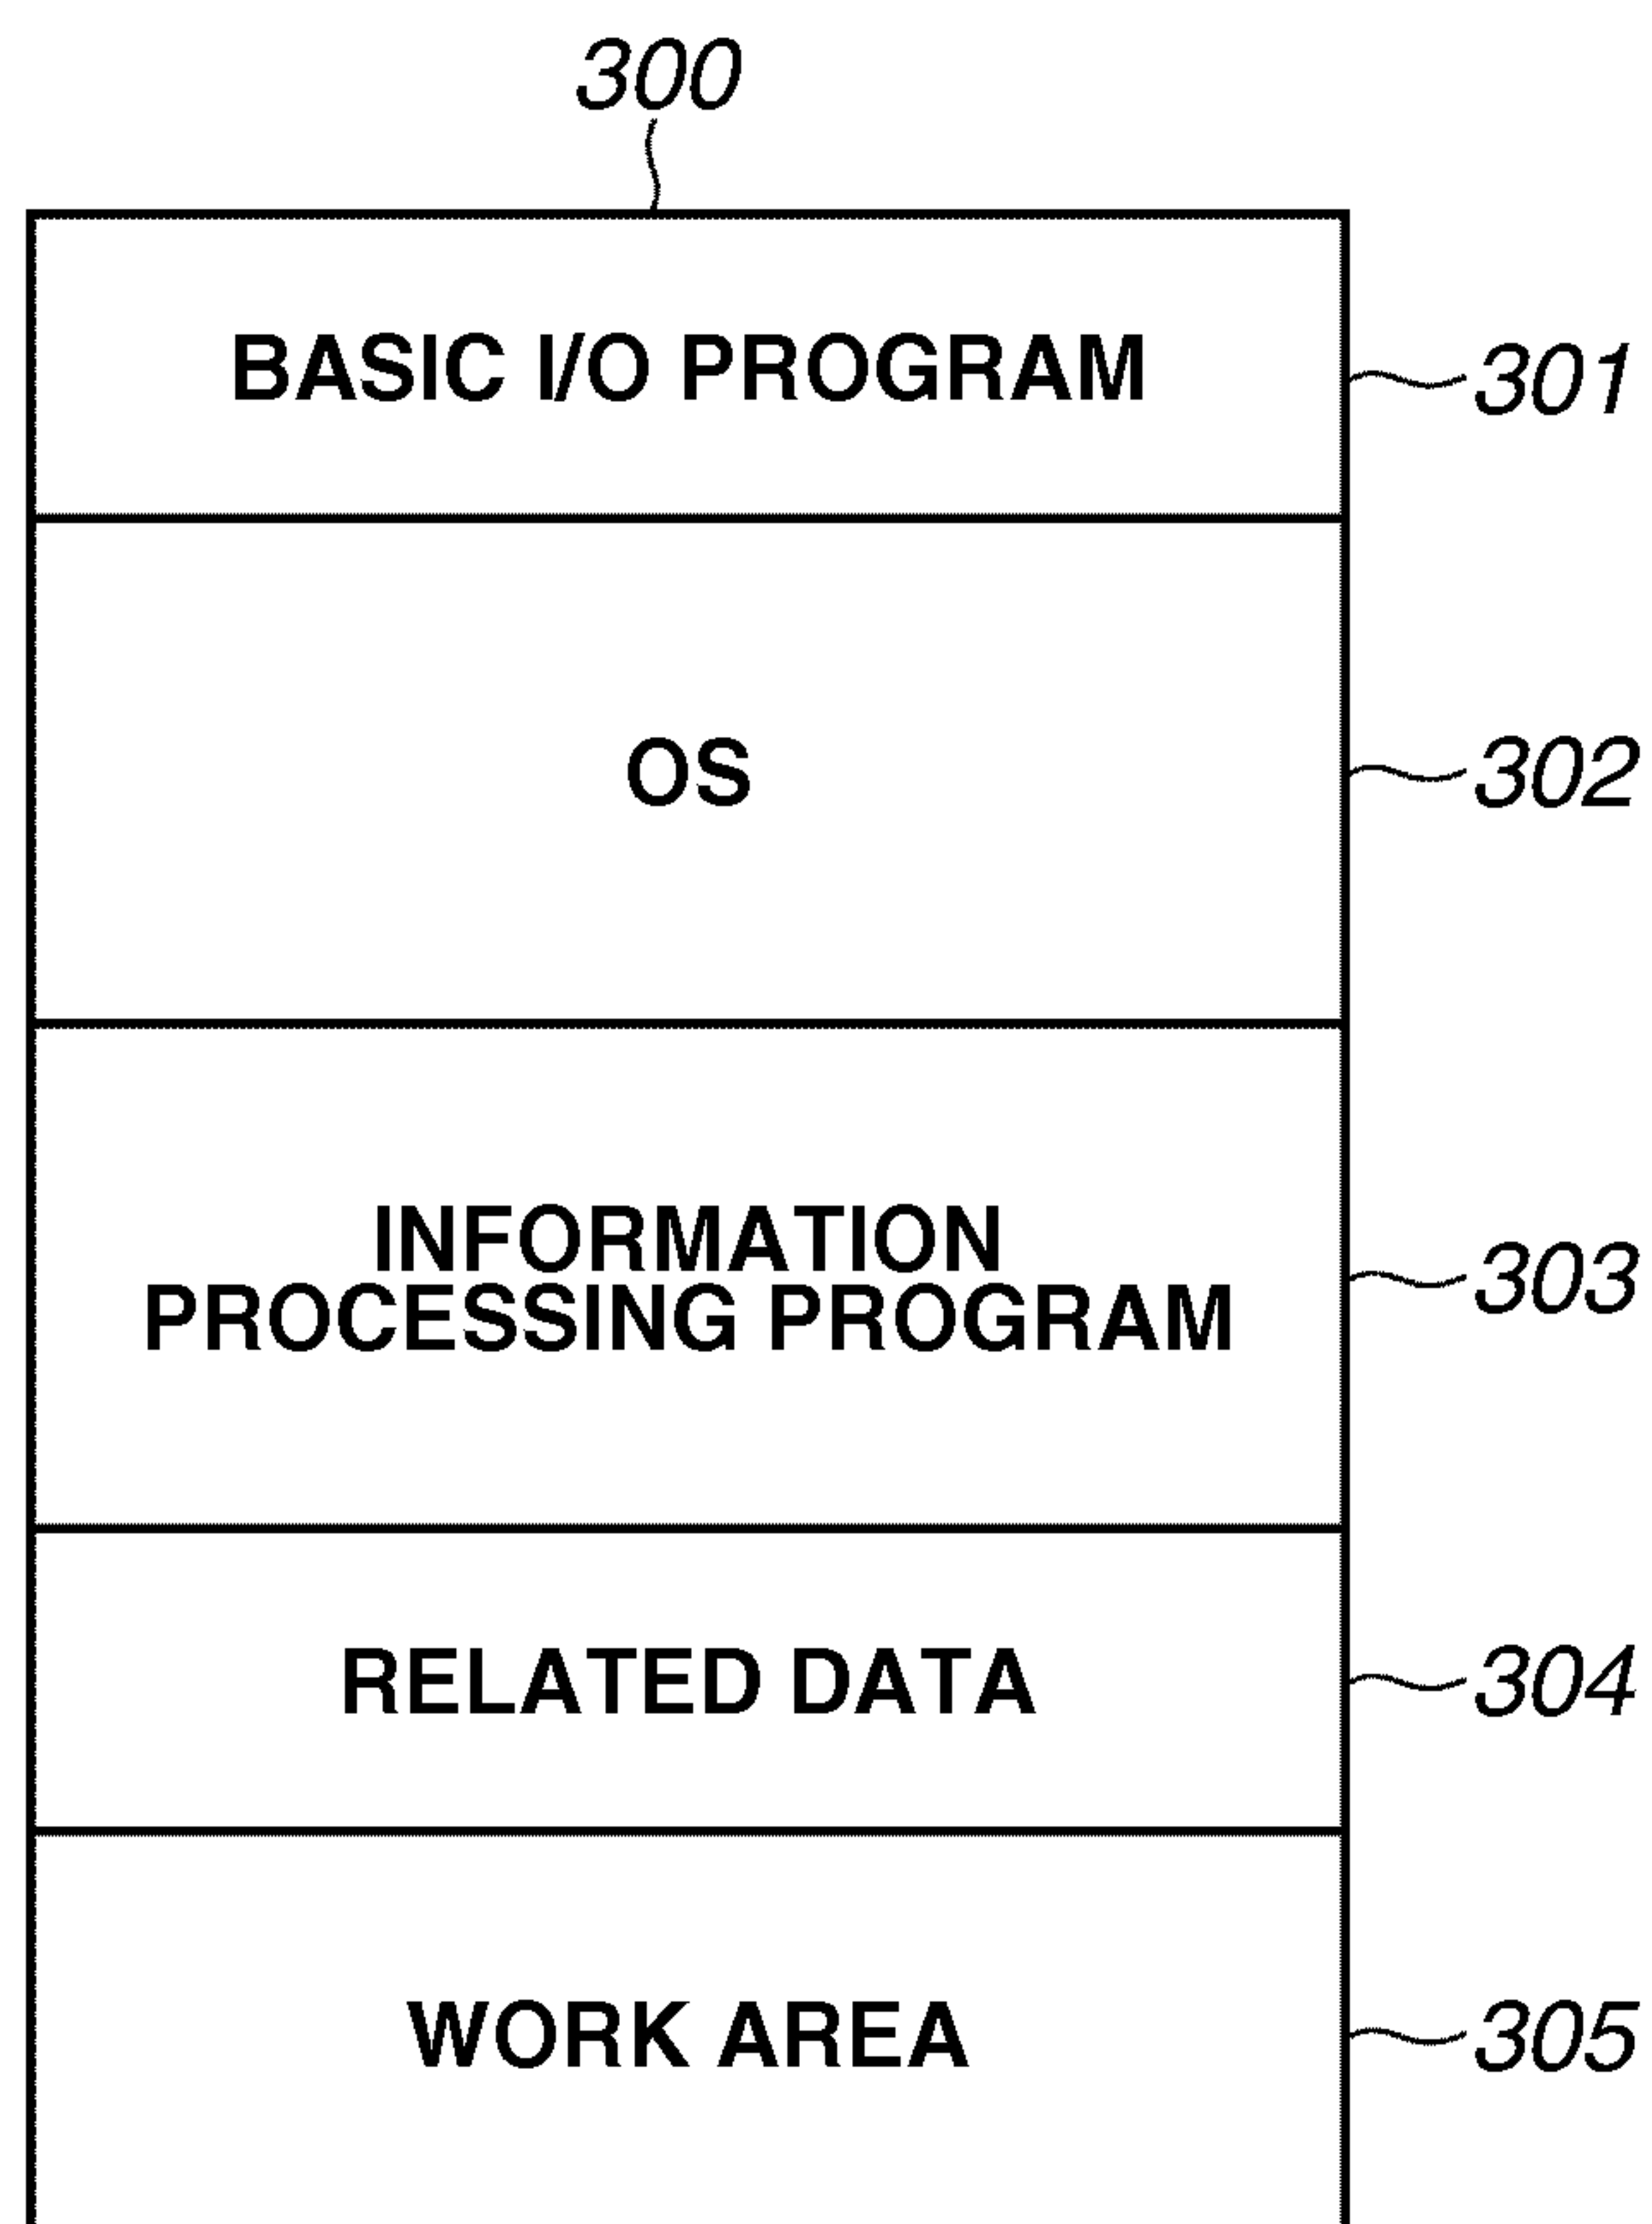 300
BASIC I/O PROGRAM
301
OS
302
INFORMATION
PROCESSING PROGRAM
303
RELATED DATA
304
WORK AREA
305